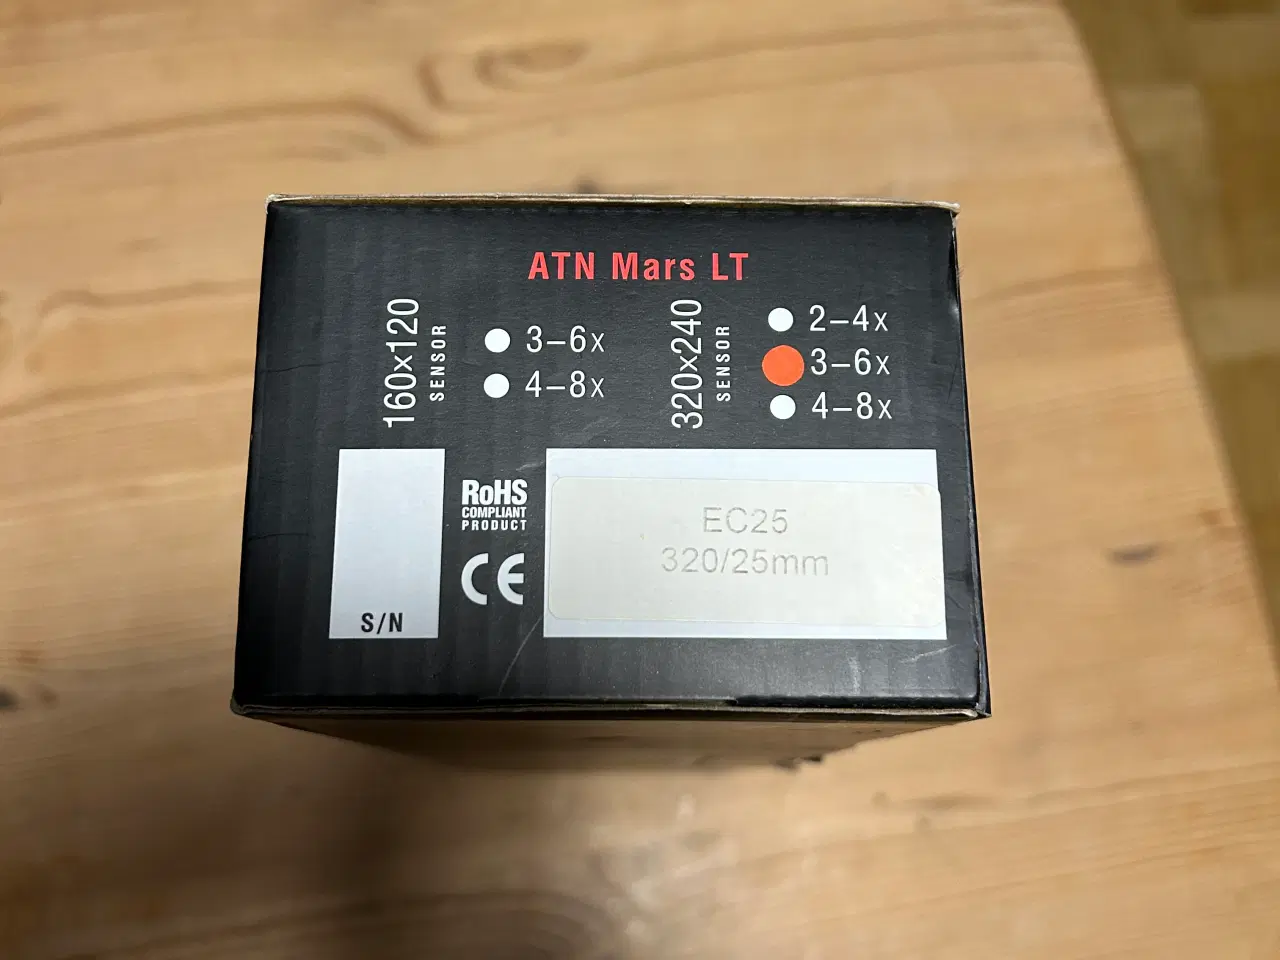 ATN Mars LT
160x120
SENSOR
3–6x
4–8x
320x240
SENSOR
2–4x
3–6x
4–8x
S/N
RoHS
COMPLIANT
PRODUCT
CE
EC25
320/25mm